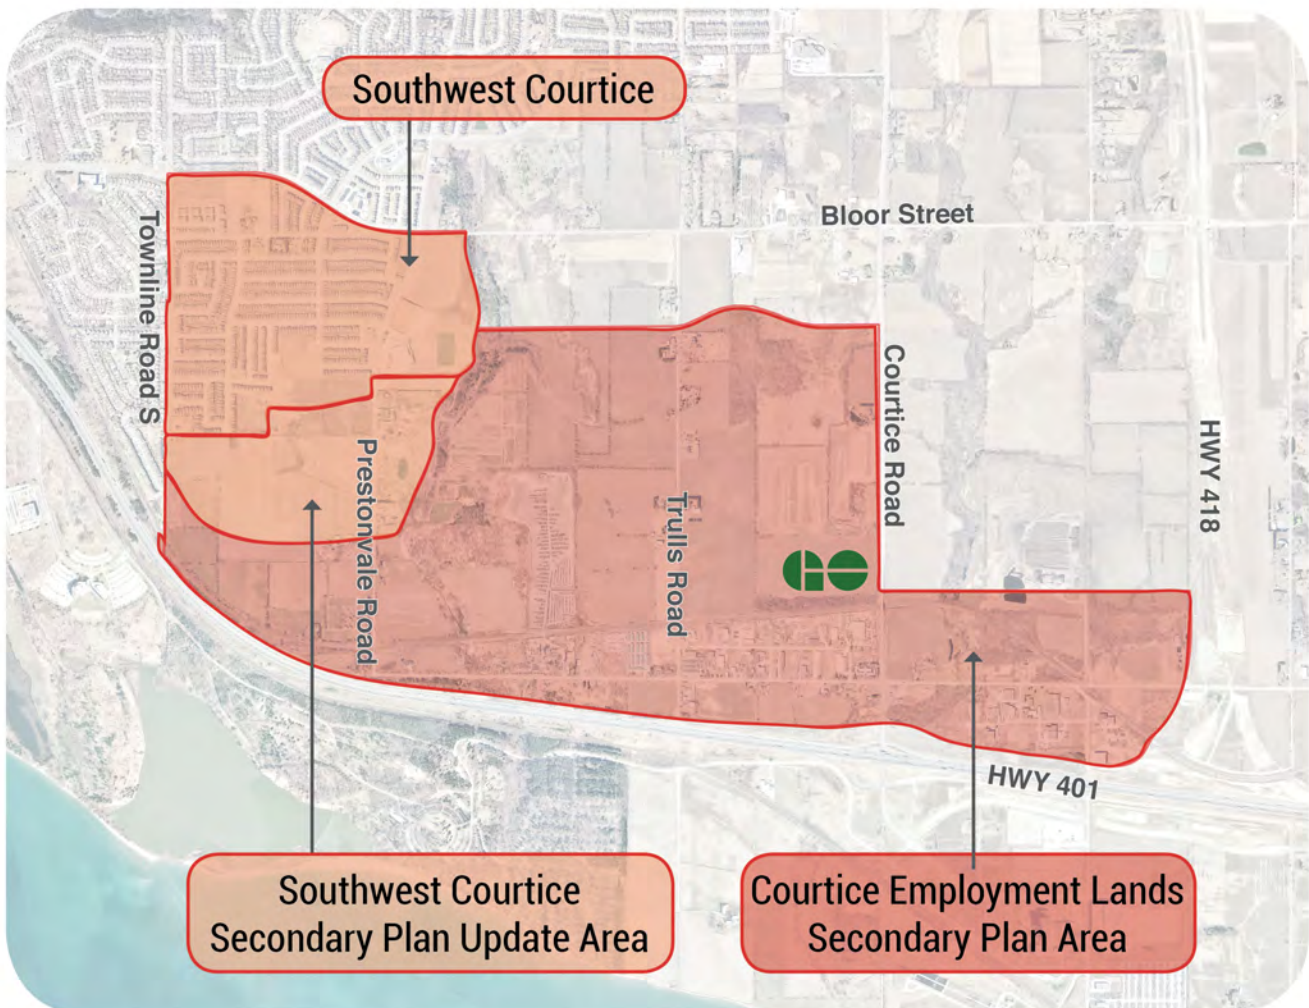 Southwest Courtice
Bloor Street
Townline Road S
Courtice Road
HWY 418
Prestonvale Road
Trulls Road
GO
HWY 401
Southwest Courtice
Secondary Plan Update Area
Courtice Employment Lands
Secondary Plan Area